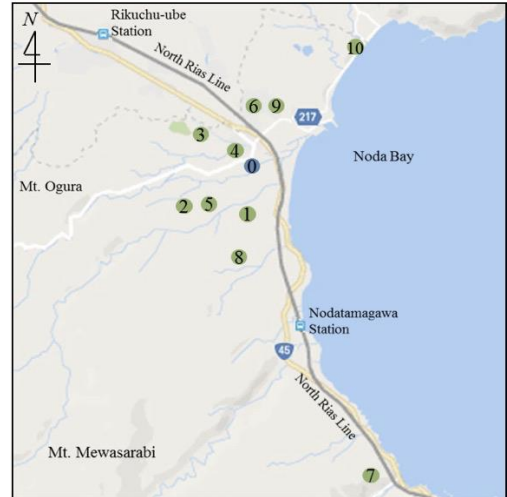 N
Rikuchu-ube
Station
North Rias Line
10
6
9
217
3
4
0
Noda Bay
Mt. Ogura
2
5
1
8
Nodatamagawa
Station
45
North Rias Line
Mt. Mewasarabi
7